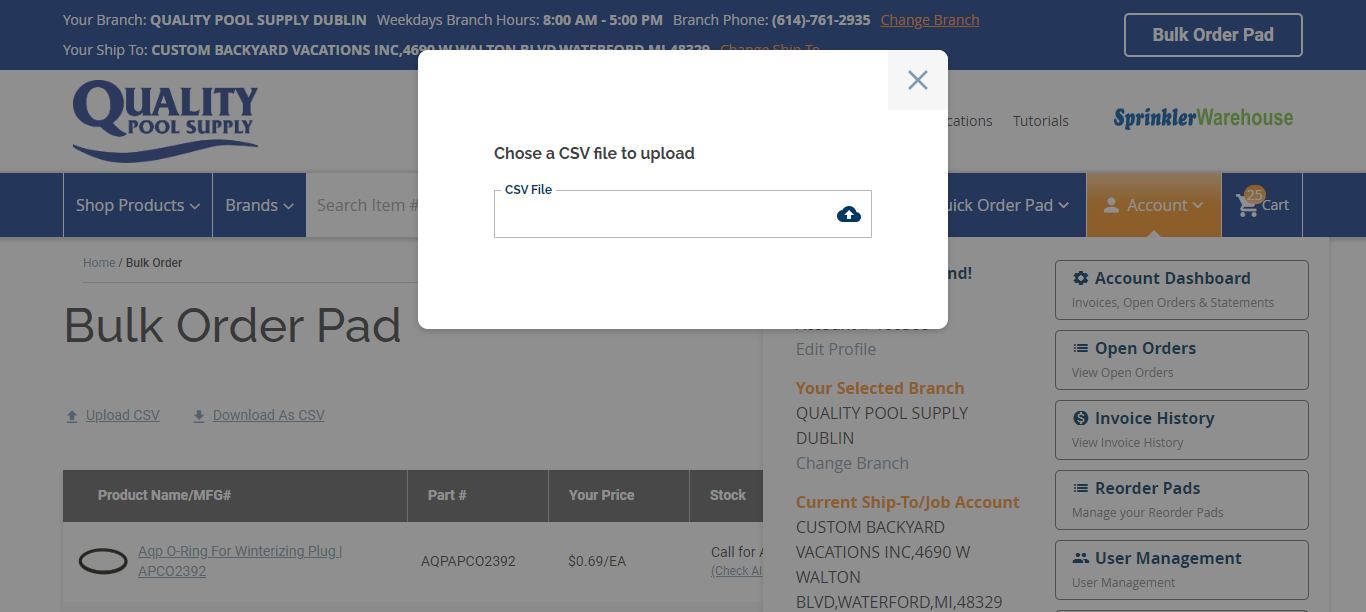 Your Branch: QUALITY POOL SUPPLY DUBLIN Weekdays Branch Hours: 8:00 AM - 5:00 PM Branch Phone: (614)-761-2935 Change Branch
Bulk Order Pad
Your Ship To: CUSTOM BACKYARD VACATIONS INC,4690 W WALTON BLVD,WATERFORD,MI,48329 Change Ship To
QUALITY
POOL SUPPLY
cations Tutorials
SprinklerWarehouse
Chose a CSV file to upload
CSV File
Shop Products
Brands
Search Item #
uick Order Pad
Account
25
Cart
Home / Bulk Order
Bulk Order Pad
Upload CSV
Download As CSV
Product Name/MFG# Part # Your Price Stock
Aqp O-Ring For Winterizing Plug |
APCO2392
AQPAPCO2392
$0.69/EA
Call for A
(Check Al
nd!
Edit Profile
Your Selected Branch
QUALITY POOL SUPPLY
DUBLIN
Change Branch
Current Ship-To/Job Account
CUSTOM BACKYARD
VACATIONS INC,4690 W
WALTON
BLVD,WATERFORD,MI,48329
Account Dashboard
Invoices, Open Orders & Statements
Open Orders
View Open Orders
Invoice History
View Invoice History
Reorder Pads
Manage your Reorder Pads
User Management
User Management